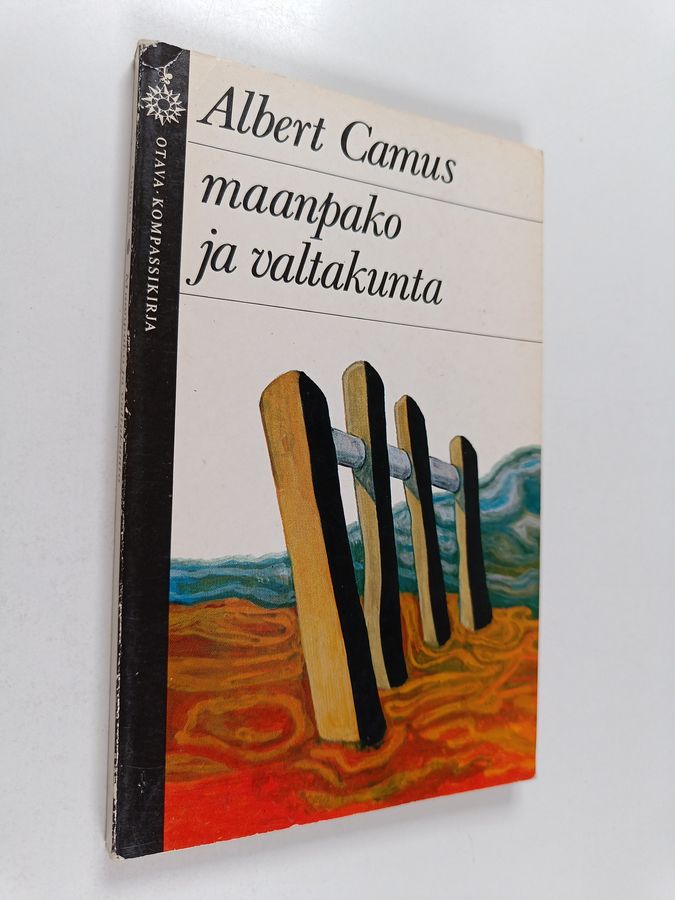 Albert Camus
maanpako
ja valtakunta
OTAVA · KOMPASSIKIRJA